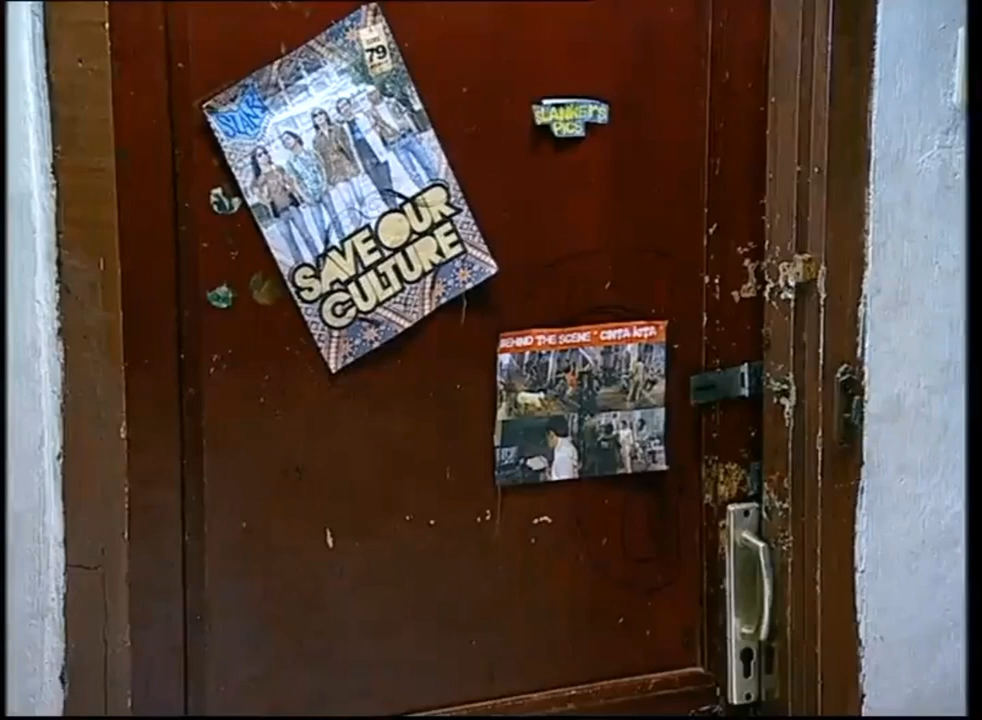 SLANK
79
SAVE OUR
CULTURE
SLANKER'S
PICS
BEHIND THE SCENE " CINTA KITA "